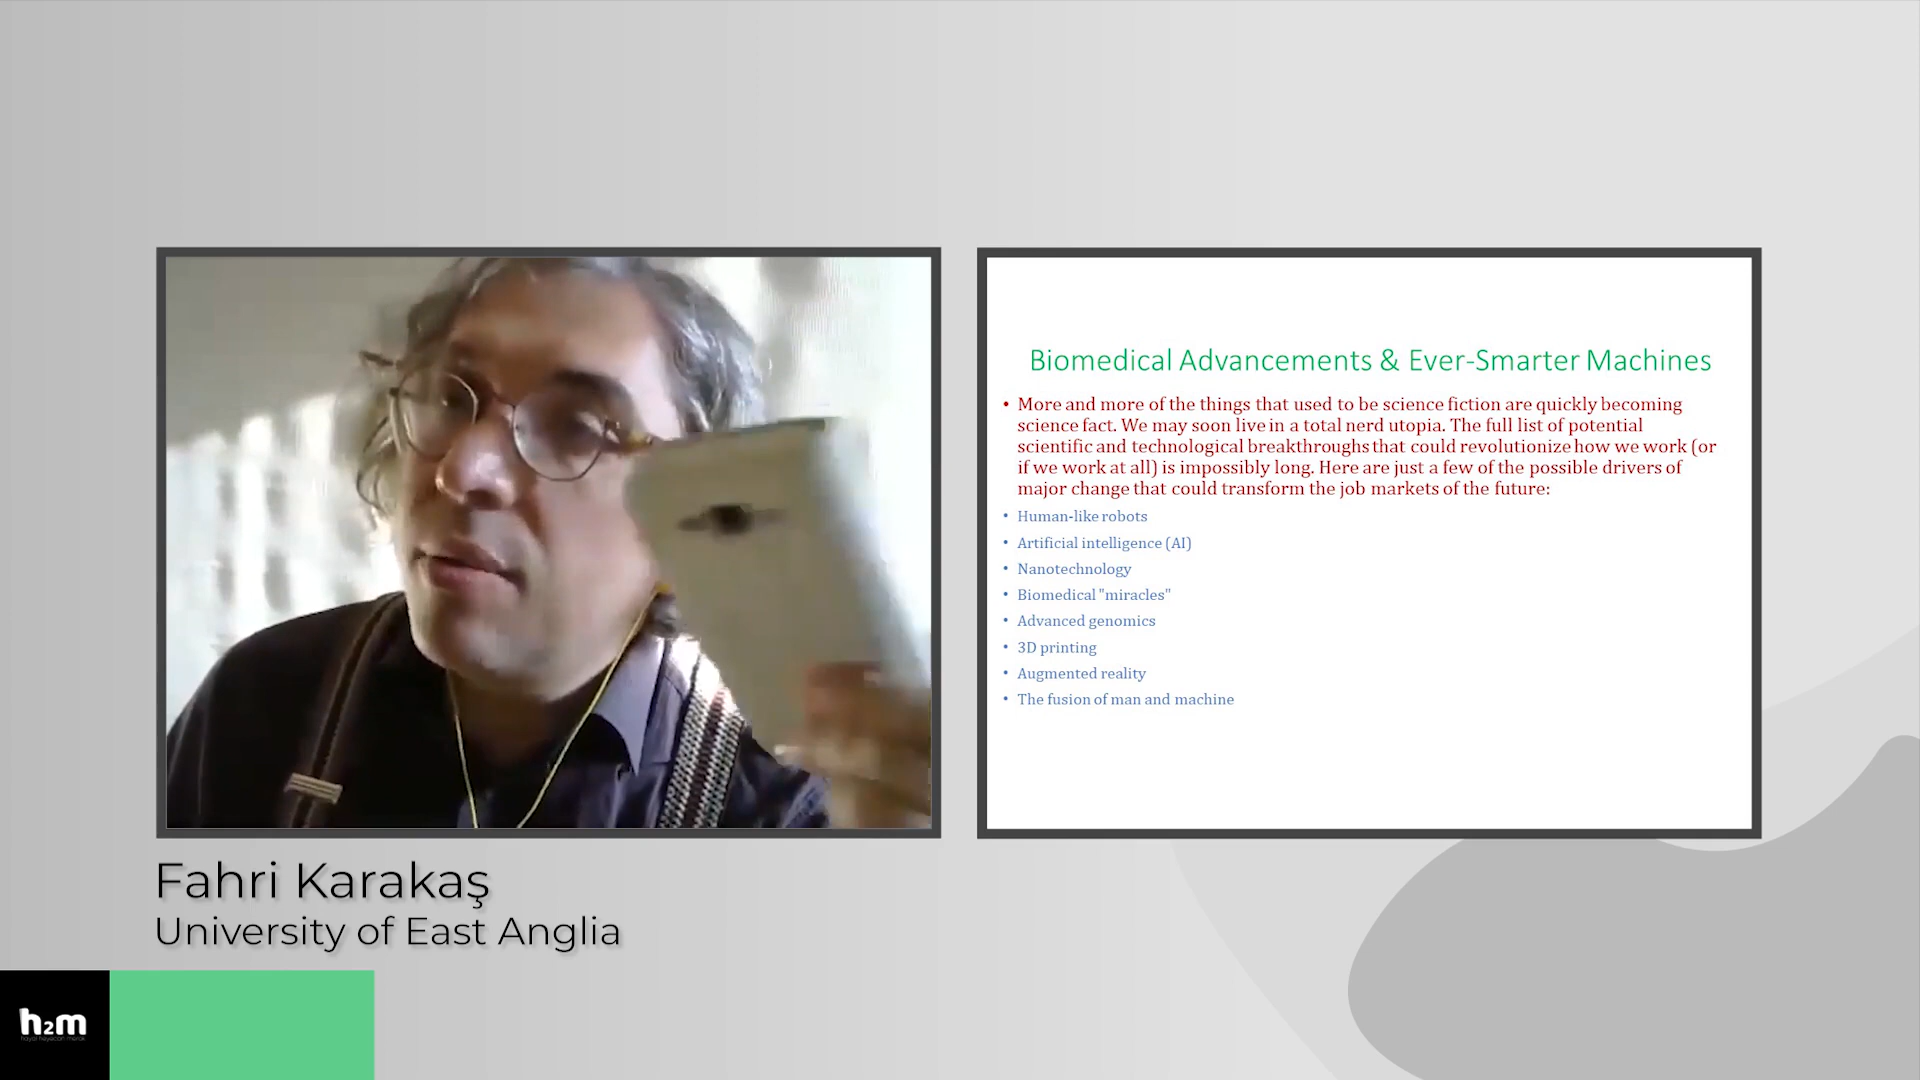 Biomedical Advancements & Ever-Smarter Machines
• More and more of the things that used to be science fiction are quickly becoming
science fact. We may soon live in a total nerd utopia. The full list of potential
scientific and technological breakthroughs that could revolutionize how we work (or
if we work at all) is impossibly long. Here are just a few of the possible drivers of
major change that could transform the job markets of the future:
• Human-like robots
• Artificial intelligence (AI)
• Nanotechnology
• Biomedical "miracles"
• Advanced genomics
• 3D printing
• Augmented reality
• The fusion of man and machine
Fahri Karakaş
University of East Anglia
h2m